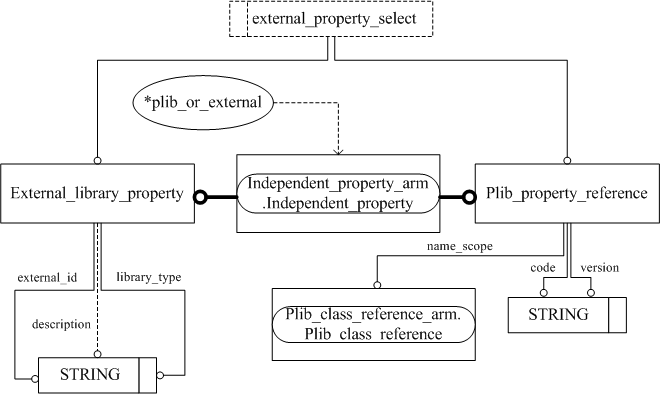 external_property_select
*plib_or_external
External_library_property
Independent_property_arm
.Independent_property
Plib_property_reference
name_scope
code
version
external_id
library_type
description
Plib_class_reference_arm.
Plib_class_reference
STRING
STRING